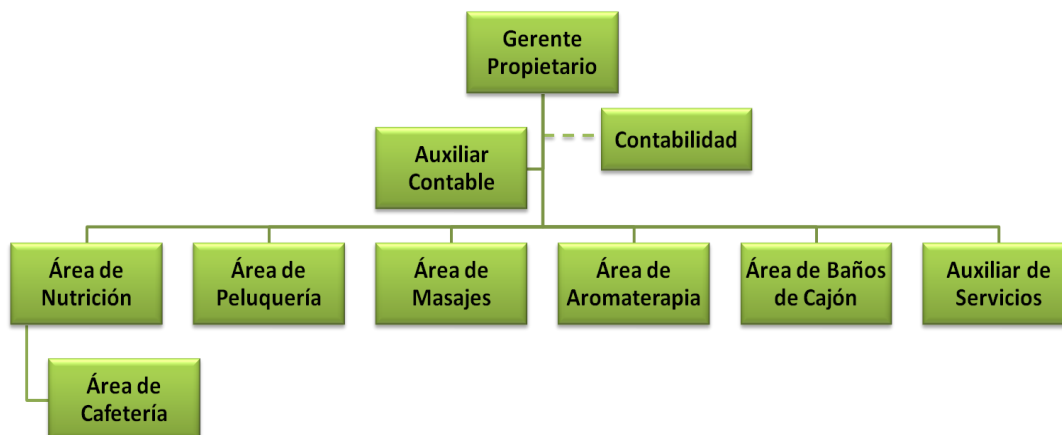 Gerente
Propietario
Contabilidad
Auxiliar
Contable
Área de
Nutrición
Área de
Peluquería
Área de
Masajes
Área de
Aromaterapia
Área de Baños
de Cajón
Auxiliar de
Servicios
Área de
Cafetería